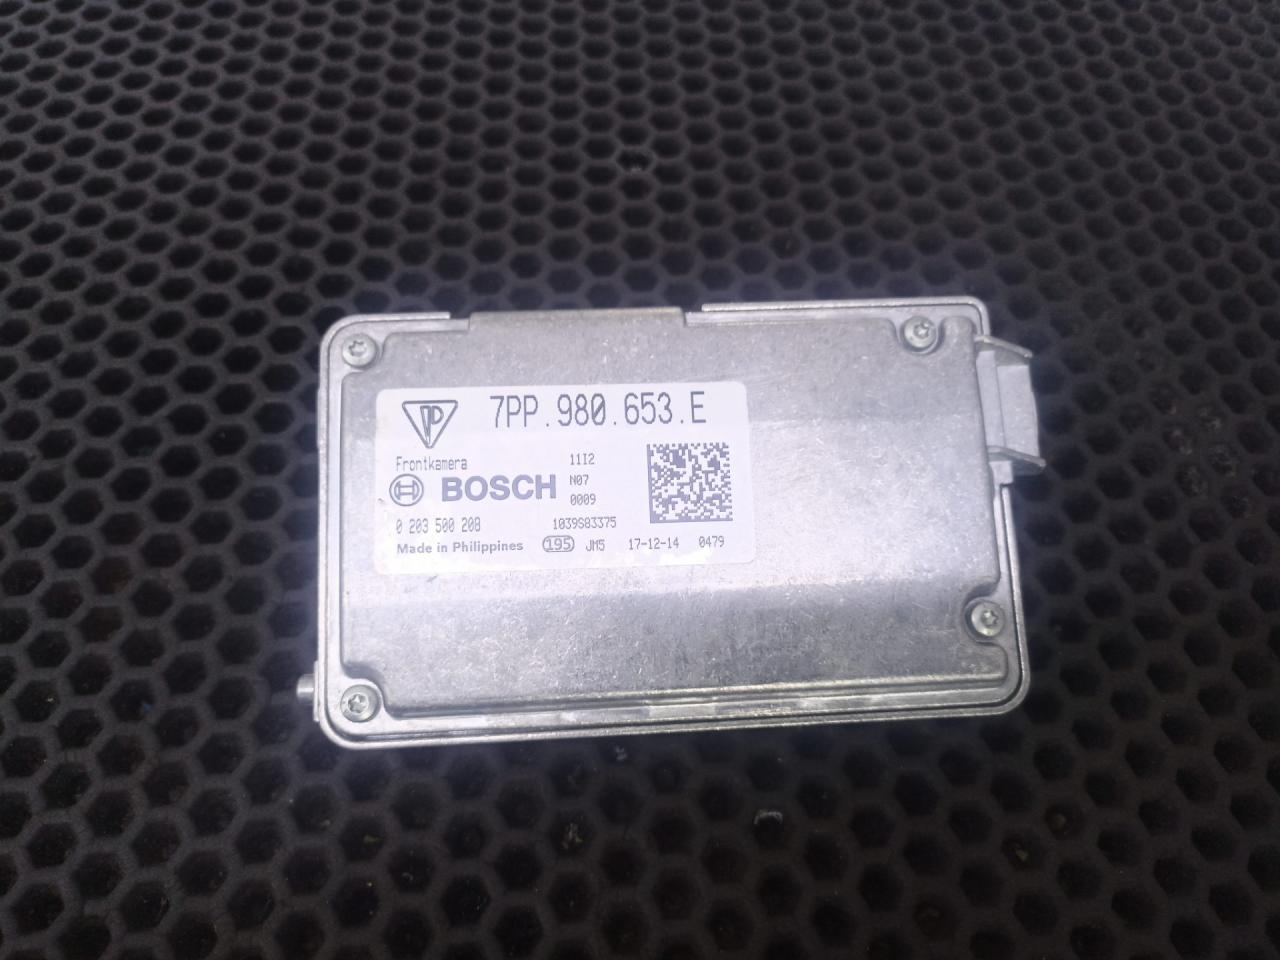 7PP.980.653.E
Frontkamera 11I2
BOSCH N07
0009
0 203 500 208 1039S83375
Made in Philippines 195 JM5 17-12-14 0479